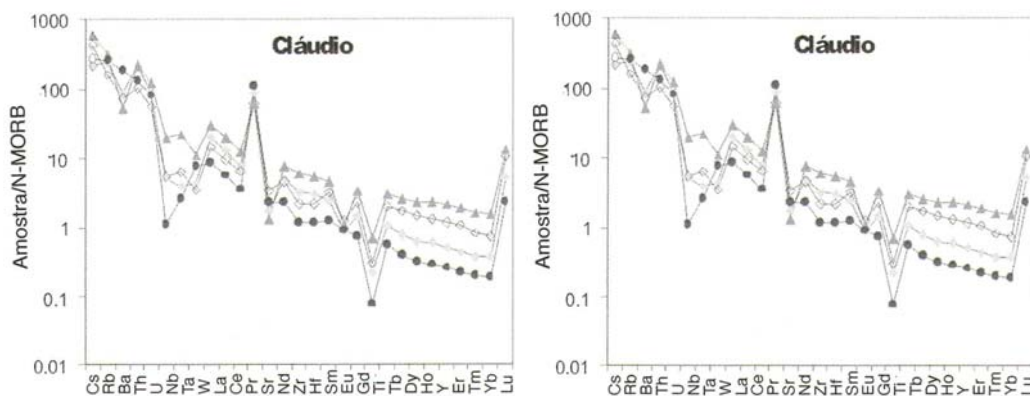 Cláudio
Amostra/N-MORB
1000
100
10
1
0.1
0.01
Cs Rb Ba Th U Nb Ta W La Ce Pr Sr Nd Zr Hf Sm Eu Gd Ti Tb Dy Ho Y Er Tm Yb Lu
Cláudio
Amostra/N-MORB
1000
100
10
1
0.1
0.01
Cs Rb Ba Th U Nb Ta W La Ce Pr Sr Nd Zr Hf Sm Eu Gd Ti Tb Dy Ho Y Er Tm Yb Lu